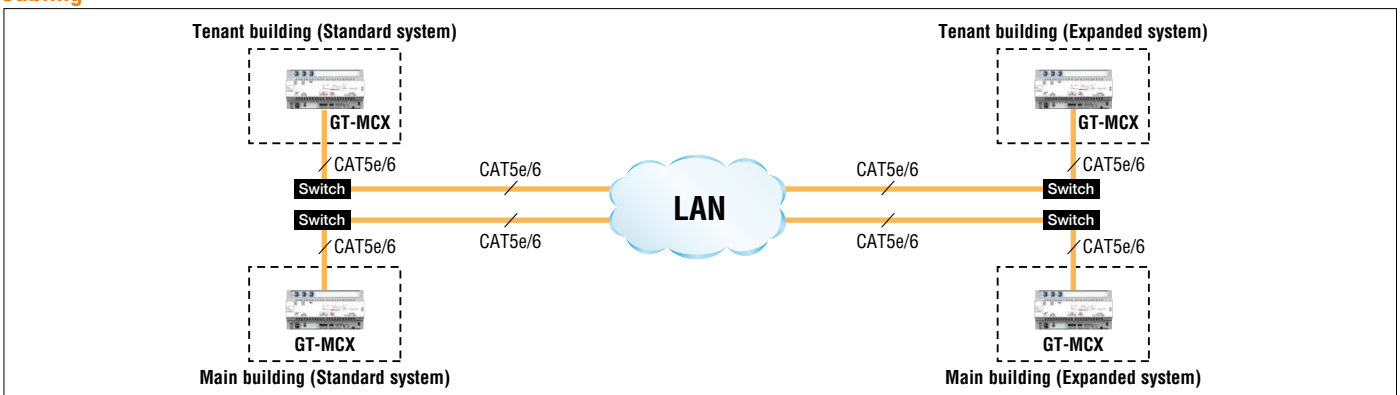 Cabling
Tenant building (Standard system)
Tenant building (Expanded system)
GT-MCX
GT-MCX
CAT5e/6
CAT5e/6
CAT5e/6
CAT5e/6
Switch
Switch
LAN
Switch
Switch
CAT5e/6
CAT5e/6
CAT5e/6
CAT5e/6
GT-MCX
GT-MCX
Main building (Standard system)
Main building (Expanded system)